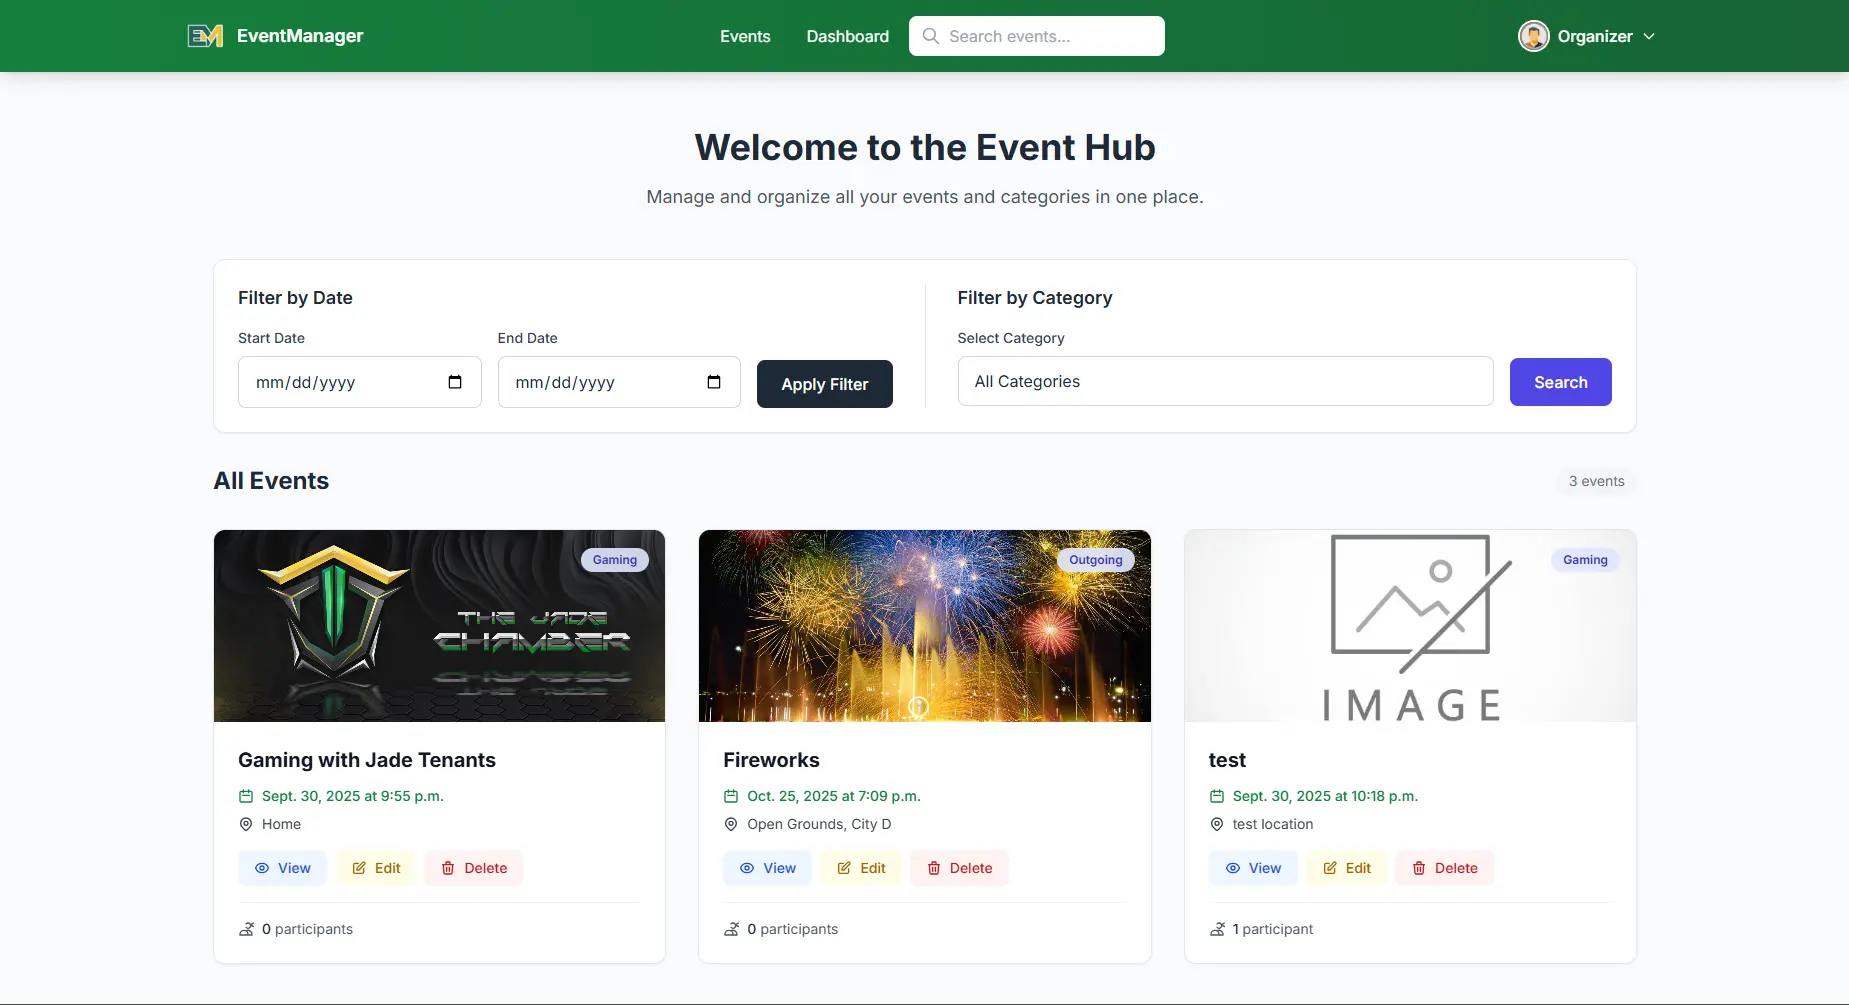 EM EventManager Events Dashboard Search events... Organizer
Welcome to the Event Hub
Manage and organize all your events and categories in one place.
Filter by Date
Start Date End Date
mm/dd/yyyy mm/dd/yyyy Apply Filter
Filter by Category
Select Category
All Categories Search
All Events 3 events
Gaming
THE JADE
CHAMBER
Gaming with Jade Tenants
Sept. 30, 2025 at 9:55 p.m.
Home
View Edit Delete
0 participants
Outgoing
Fireworks
Oct. 25, 2025 at 7:09 p.m.
Open Grounds, City D
View Edit Delete
0 participants
Gaming
IMAGE
test
Sept. 30, 2025 at 10:18 p.m.
test location
View Edit Delete
1 participant